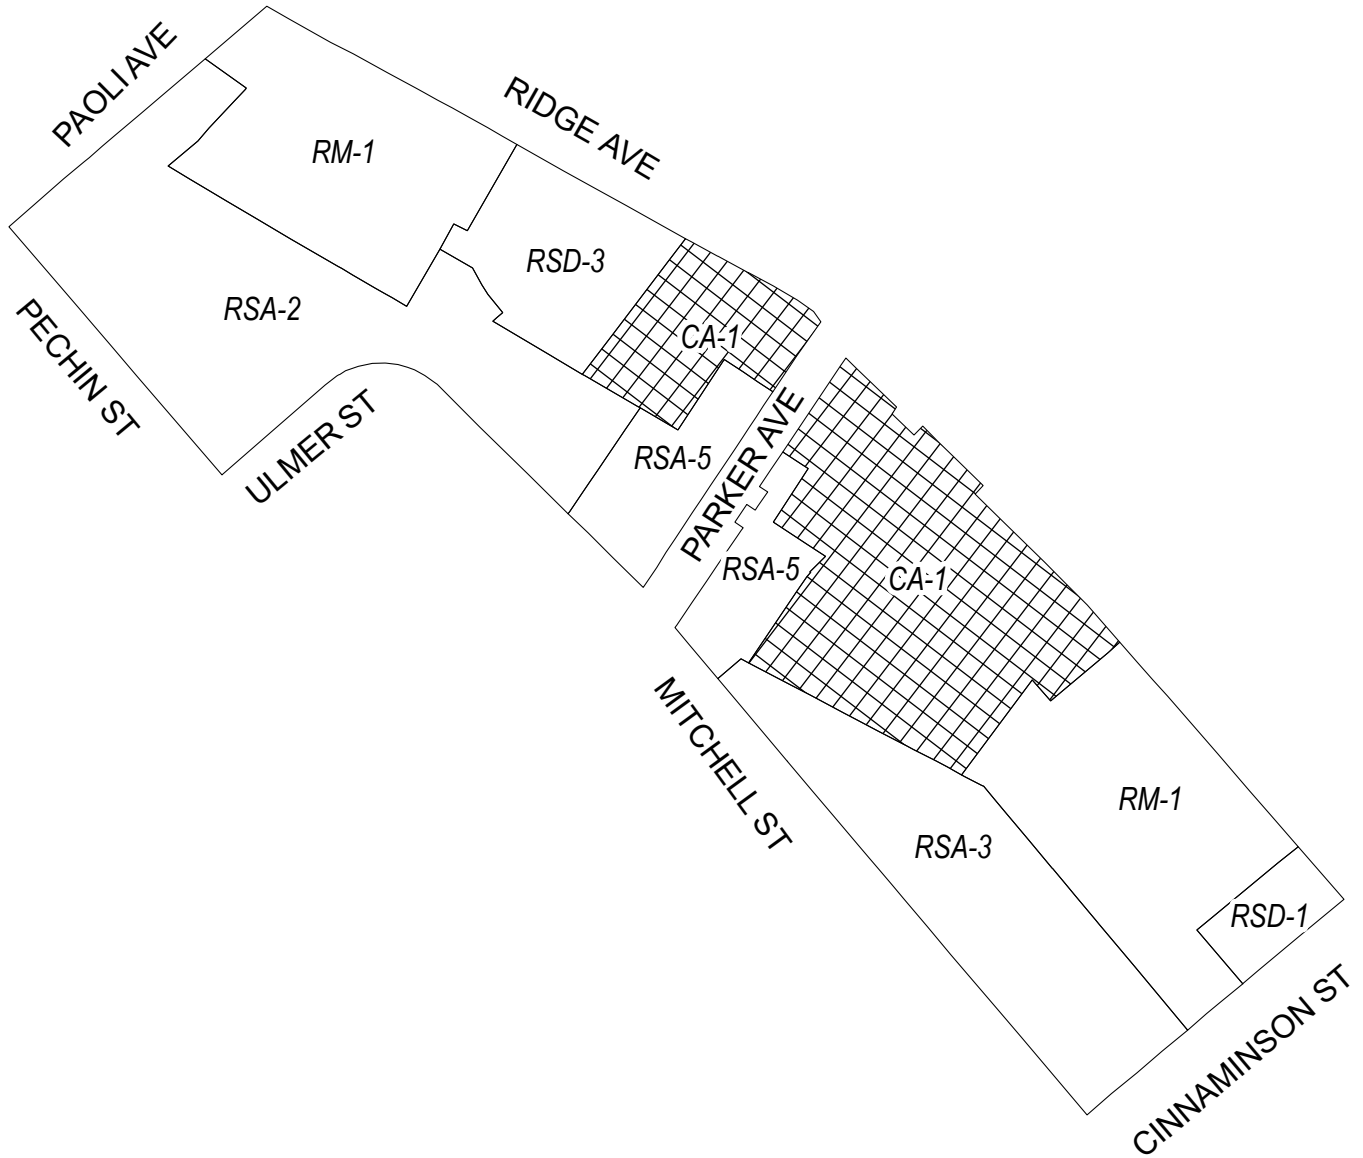 PAOLI AVE
RIDGE AVE
RM-1
RSD-3
RSA-2
CA-1
PECHIN ST
ULMER ST
RSA-5
PARKER AVE
RSA-5
CA-1
MITCHELL ST
RM-1
RSA-3
RSD-1
CINNAMINSON ST